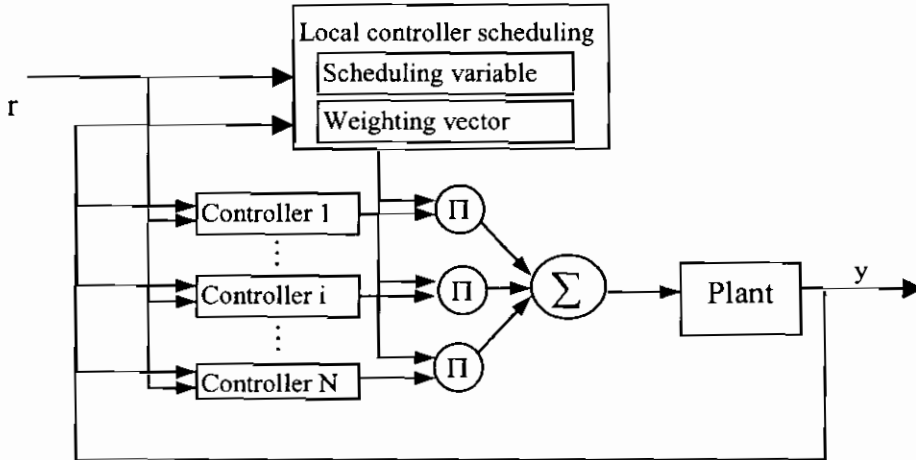 Local controller scheduling
Scheduling variable
r
Weighting vector
Controller 1
Π
Controller i
Π
Σ
Plant
y
Controller N
Π